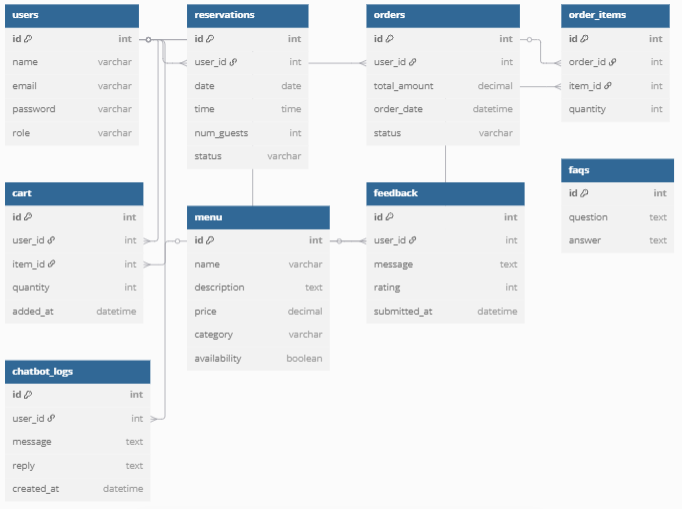 users
id int
name varchar
email varchar
password varchar
role varchar
reservations
id int
user_id int
date date
time time
num_guests int
status varchar
orders
id int
user_id int
total_amount decimal
order_date datetime
status varchar
order_items
id int
order_id int
item_id int
quantity int
cart
id int
user_id int
item_id int
quantity int
added_at datetime
menu
id int
name varchar
description text
price decimal
category varchar
availability boolean
feedback
id int
user_id int
message text
rating int
submitted_at datetime
faqs
id int
question text
answer text
chatbot_logs
id int
user_id int
message text
reply text
created_at datetime